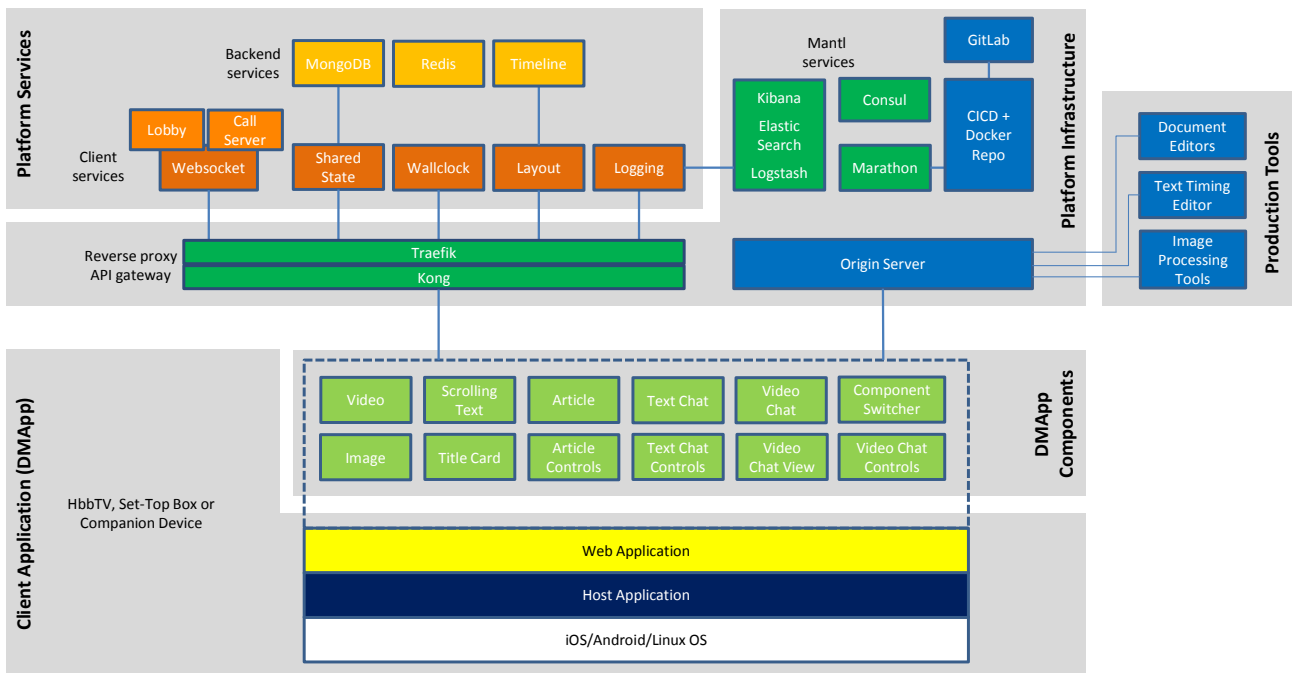 Platform Services
Backend
services
MongoDB
Redis
Timeline
Lobby
Call
Server
Client
services
Websocket
Shared
State
Wallclock
Layout
Logging
Mantl
services
Kibana
Elastic
Search
Logstash
Consul
Marathon
GitLab
CICD +
Docker
Repo
Platform Infrastructure
Document
Editors
Text Timing
Editor
Image
Processing
Tools
Production Tools
Reverse proxy
API gateway
Traefik
Kong
Origin Server
Client Application (DMApp)
HbbTV, Set-Top Box or
Companion Device
Video
Scrolling
Text
Article
Text Chat
Video
Chat
Component
Switcher
Image
Title Card
Article
Controls
Text Chat
Controls
Video
Chat View
Video Chat
Controls
DMApp
Components
Web Application
Host Application
iOS/Android/Linux OS